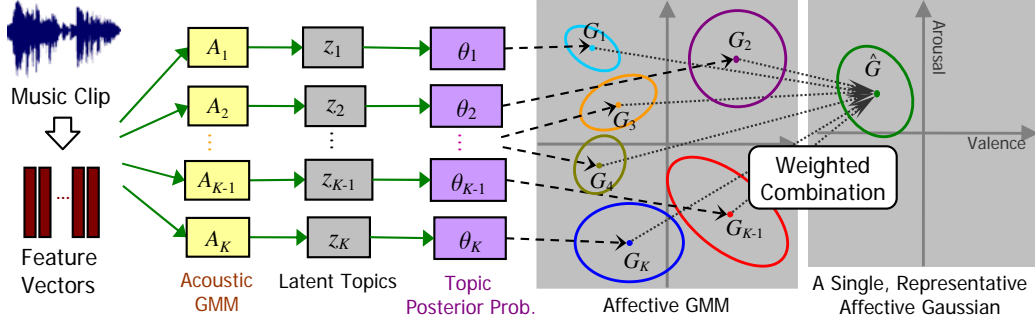 Music Clip
Feature
Vectors
A1
A2
AK-1
AK
Acoustic
GMM
z1
z2
zK-1
zK
Latent Topics
θ1
θ2
θK-1
θK
Topic
Posterior Prob.
G1
G2
G3
G4
GK-1
GK
Affective GMM
Weighted
Combination
Ĝ
Arousal
Valence
A Single, Representative
Affective Gaussian